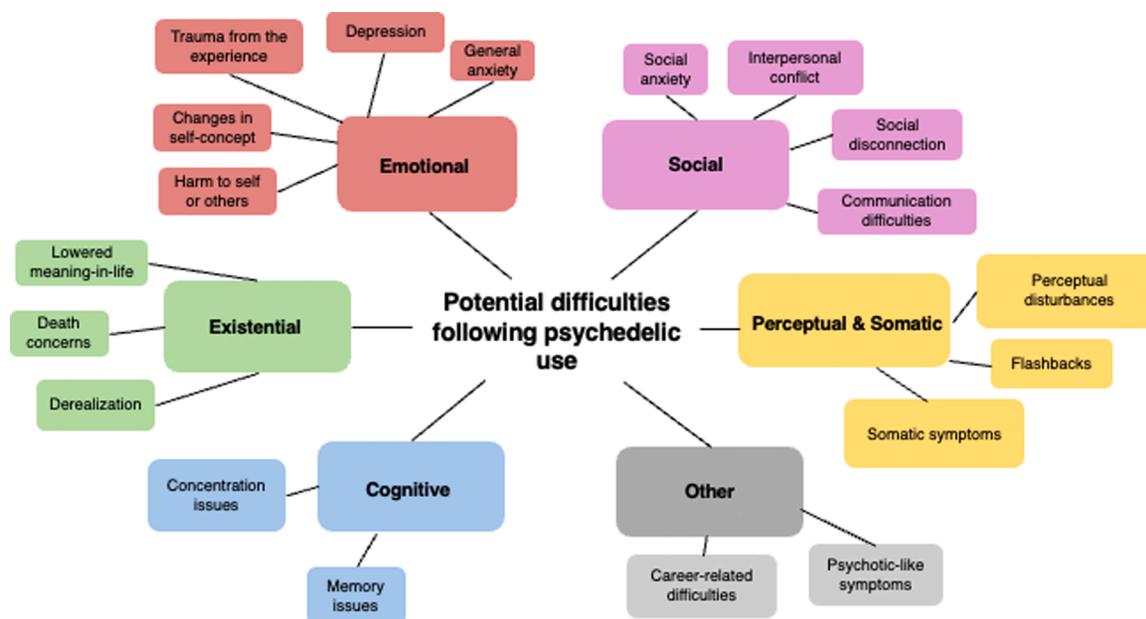 Trauma from the
experience
Depression
General
anxiety
Changes in
self-concept
Harm to self
or others
Emotional
Social
anxiety
Interpersonal
conflict
Social
disconnection
Communication
difficulties
Social
Lowered
meaning-in-life
Death
concerns
Derealization
Existential
Potential difficulties
following psychedelic
use
Perceptual & Somatic
Perceptual
disturbances
Flashbacks
Somatic symptoms
Concentration
issues
Cognitive
Memory
issues
Other
Career-related
difficulties
Psychotic-like
symptoms